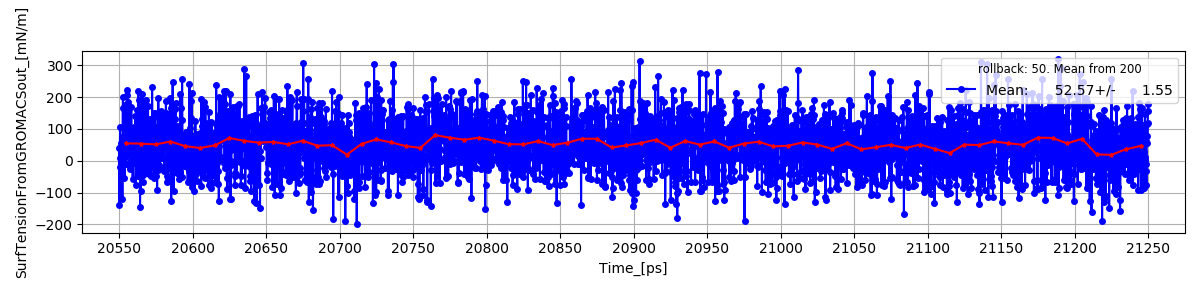 SurfTensionFromGROMACSout_[mN/m]
300
200
100
0
−100
−200
rollback: 50. Mean from 200
Mean: 52.57+/- 1.55
20550 20600 20650 20700 20750 20800 20850 20900 20950 21000 21050 21100 21150 21200 21250
Time_[ps]